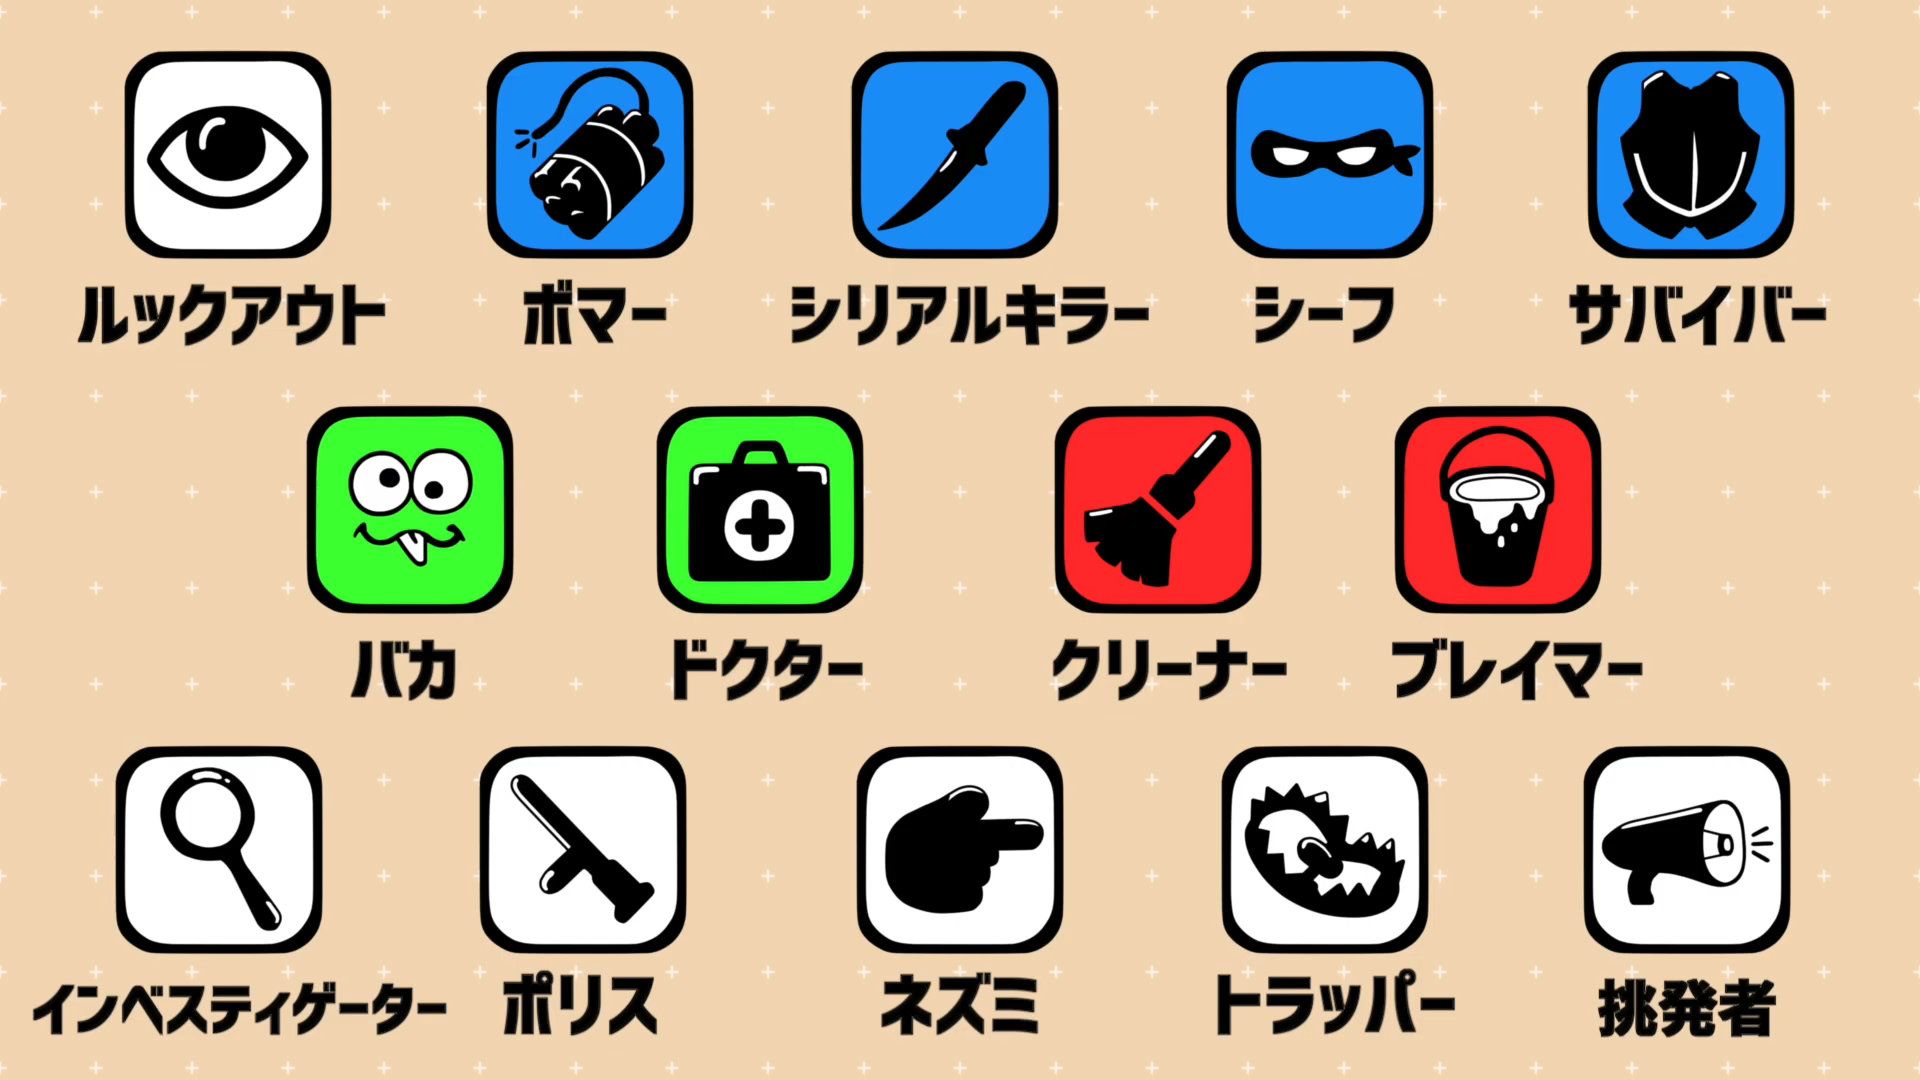 ルックアウト
ボマー
シリアルキラー
シーフ
サバイバー
バカ
ドクター
クリーナー
ブレイマー
インベスティゲーター
ポリス
ネズミ
トラッパー
挑発者